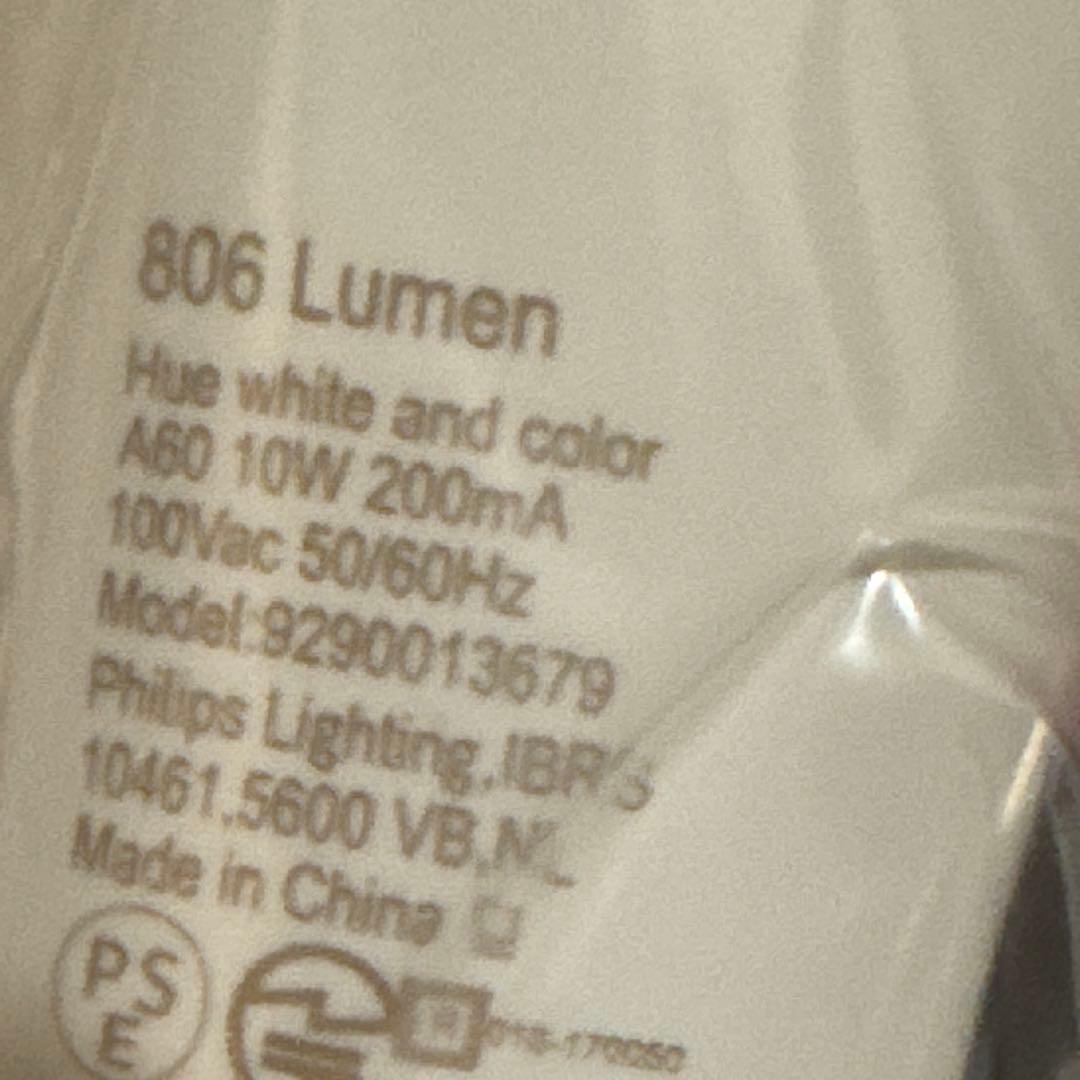 806 Lumen
Hue white and color
A60 10W 200mA
100Vac 50/60Hz
Model:9290013679
Philips Lighting,IBRS
10461,5600 VB,NL
Made in China
PS
E